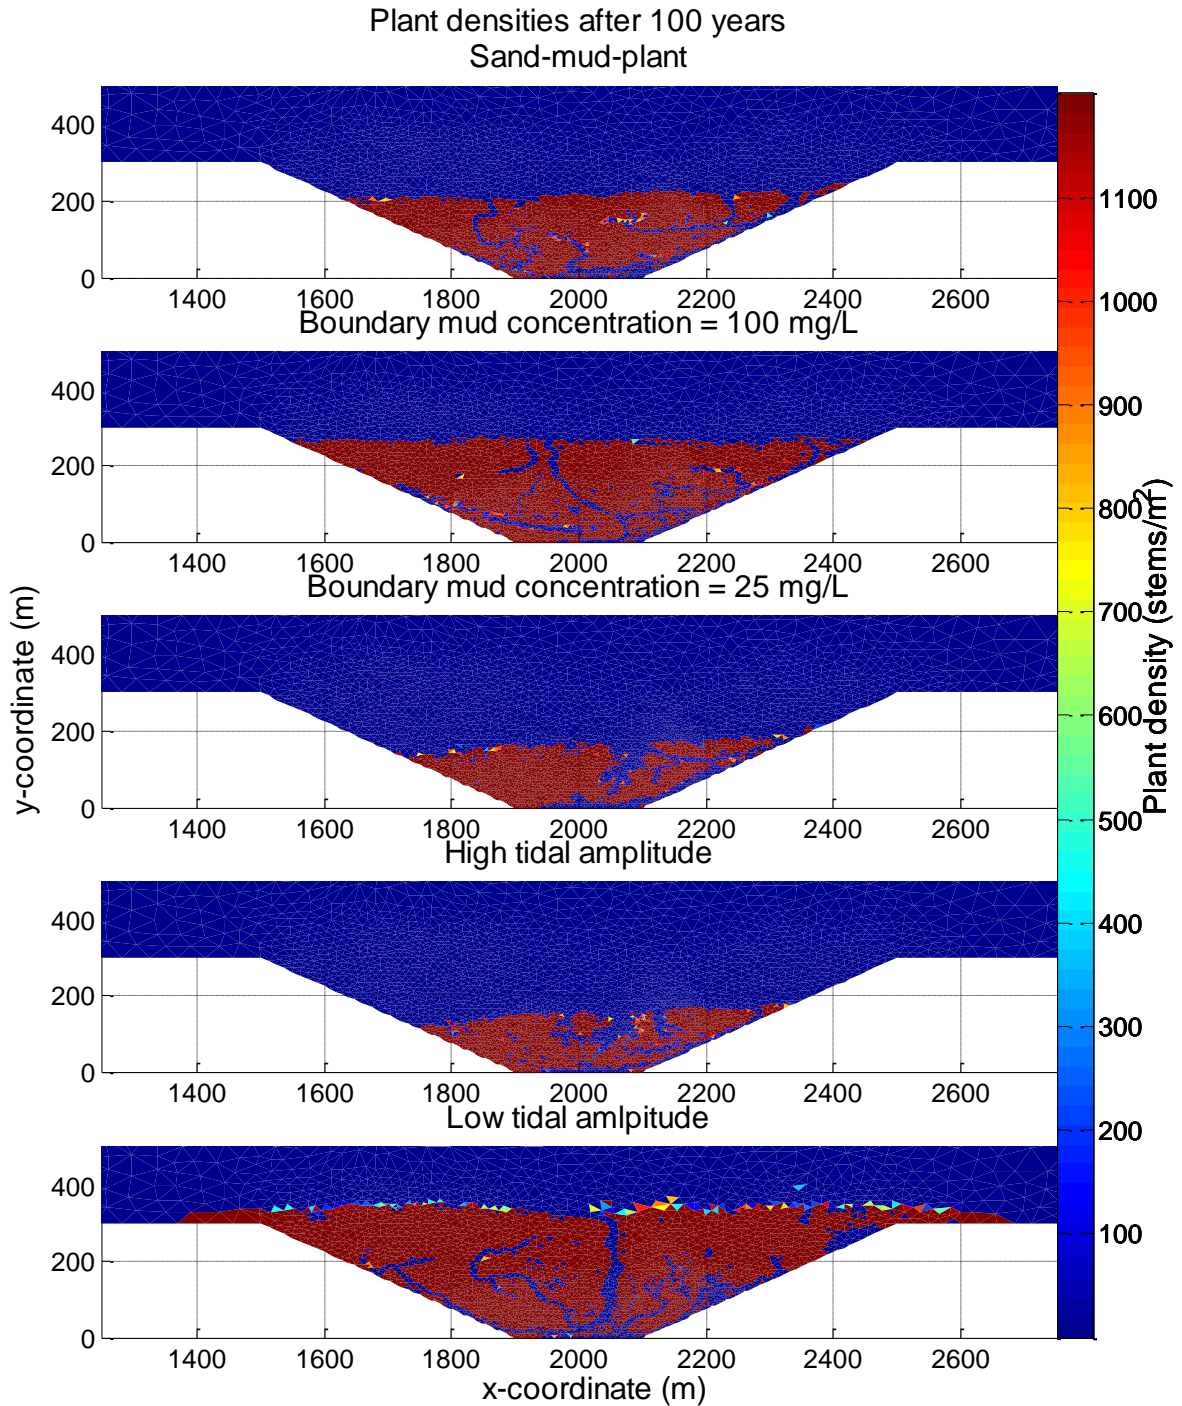 Plant densities after 100 years
Sand-mud-plant
400
200
0
1400 1600 1800 2000 2200 2400 2600
Boundary mud concentration = 100 mg/L
400
200
0
1400 1600 1800 2000 2200 2400 2600
Boundary mud concentration = 25 mg/L
400
200
0
1400 1600 1800 2000 2200 2400 2600
High tidal amplitude
400
200
0
1400 1600 1800 2000 2200 2400 2600
Low tidal amlpitude
400
200
0
1400 1600 1800 2000 2200 2400 2600
x-coordinate (m)
y-coordinate (m)
1100
1000
900
800
700
600
500
400
300
200
100
Plant density (stems/m²)